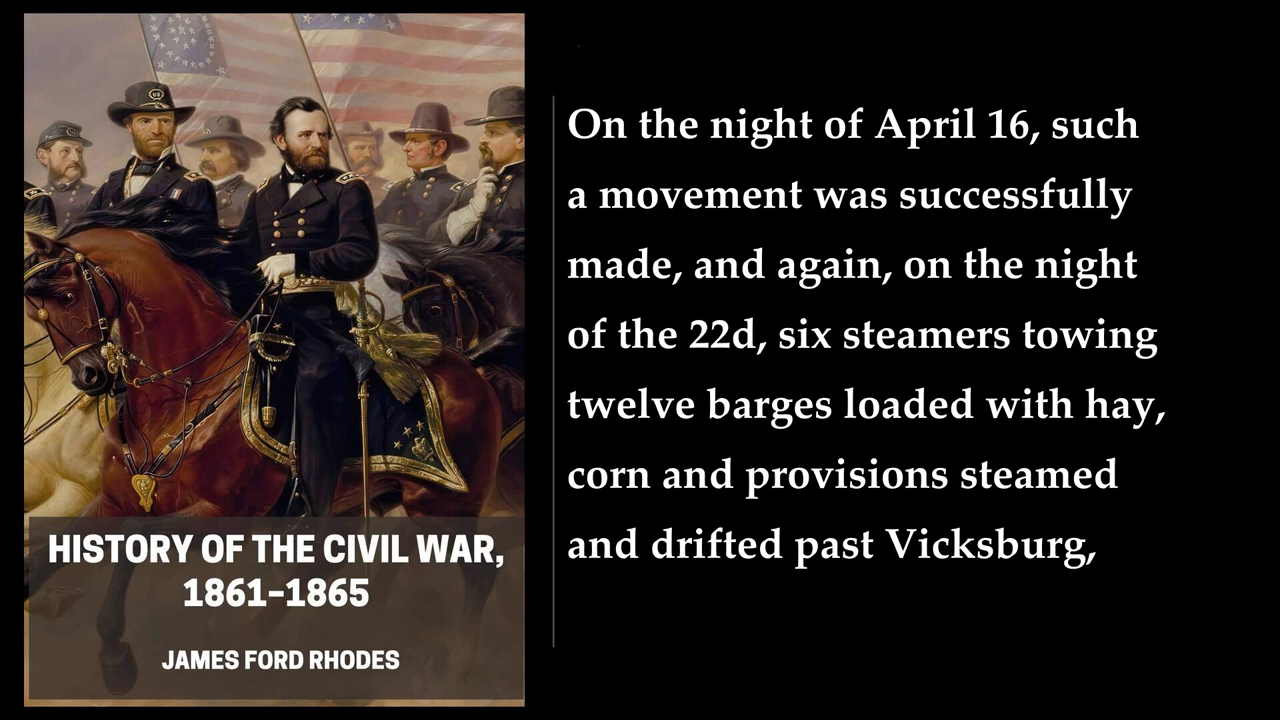 HISTORY OF THE CIVIL WAR,
1861–1865
JAMES FORD RHODES
On the night of April 16, such
a movement was successfully
made, and again, on the night
of the 22d, six steamers towing
twelve barges loaded with hay,
corn and provisions steamed
and drifted past Vicksburg,